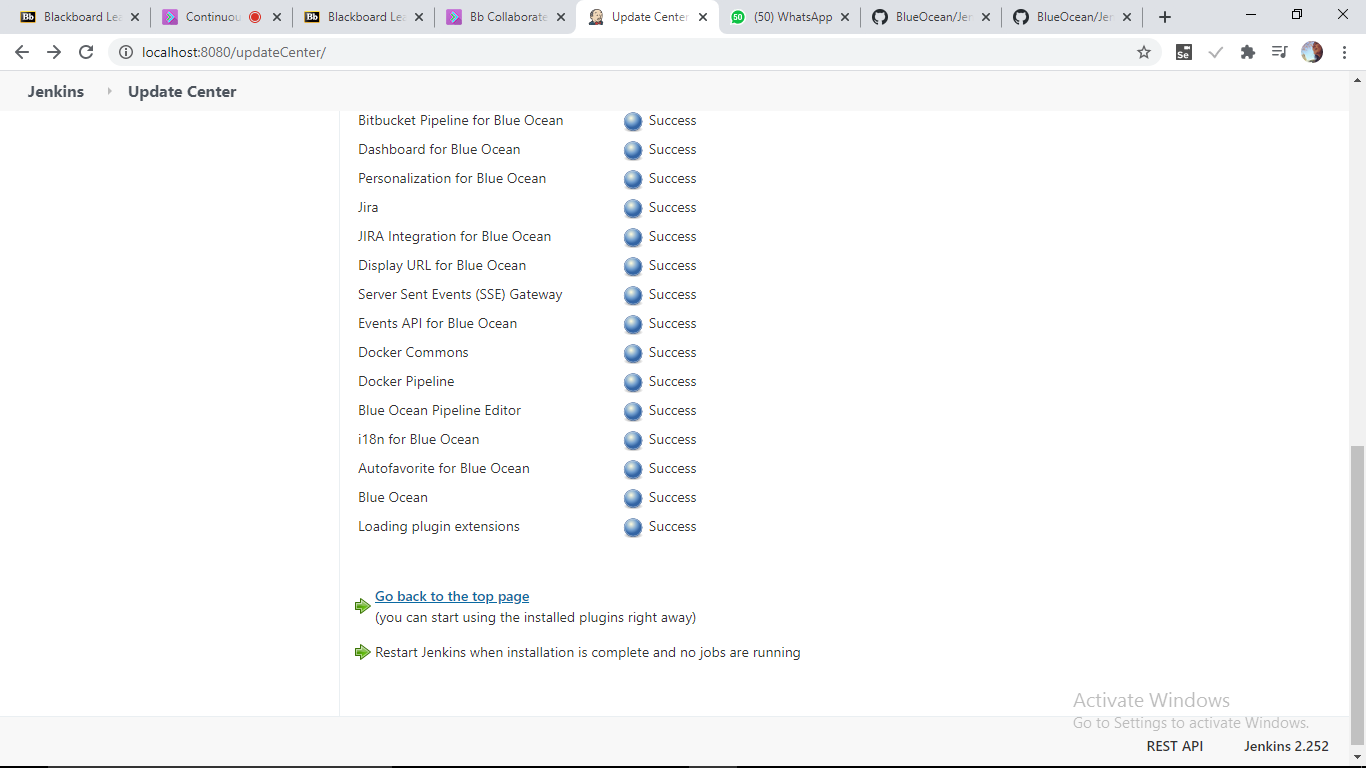 Blackboard Lea
Continuou
Blackboard Lea
Bb Collaborate
Update Center
(50) WhatsApp
BlueOcean/Jen
BlueOcean/Jen
localhost:8080/updateCenter/
Jenkins
Update Center
Bitbucket Pipeline for Blue Ocean Success
Dashboard for Blue Ocean Success
Personalization for Blue Ocean Success
Jira Success
JIRA Integration for Blue Ocean Success
Display URL for Blue Ocean Success
Server Sent Events (SSE) Gateway Success
Events API for Blue Ocean Success
Docker Commons Success
Docker Pipeline Success
Blue Ocean Pipeline Editor Success
i18n for Blue Ocean Success
Autofavorite for Blue Ocean Success
Blue Ocean Success
Loading plugin extensions Success
Go back to the top page
(you can start using the installed plugins right away)
Restart Jenkins when installation is complete and no jobs are running
Activate Windows
Go to Settings to activate Windows.
REST API Jenkins 2.252